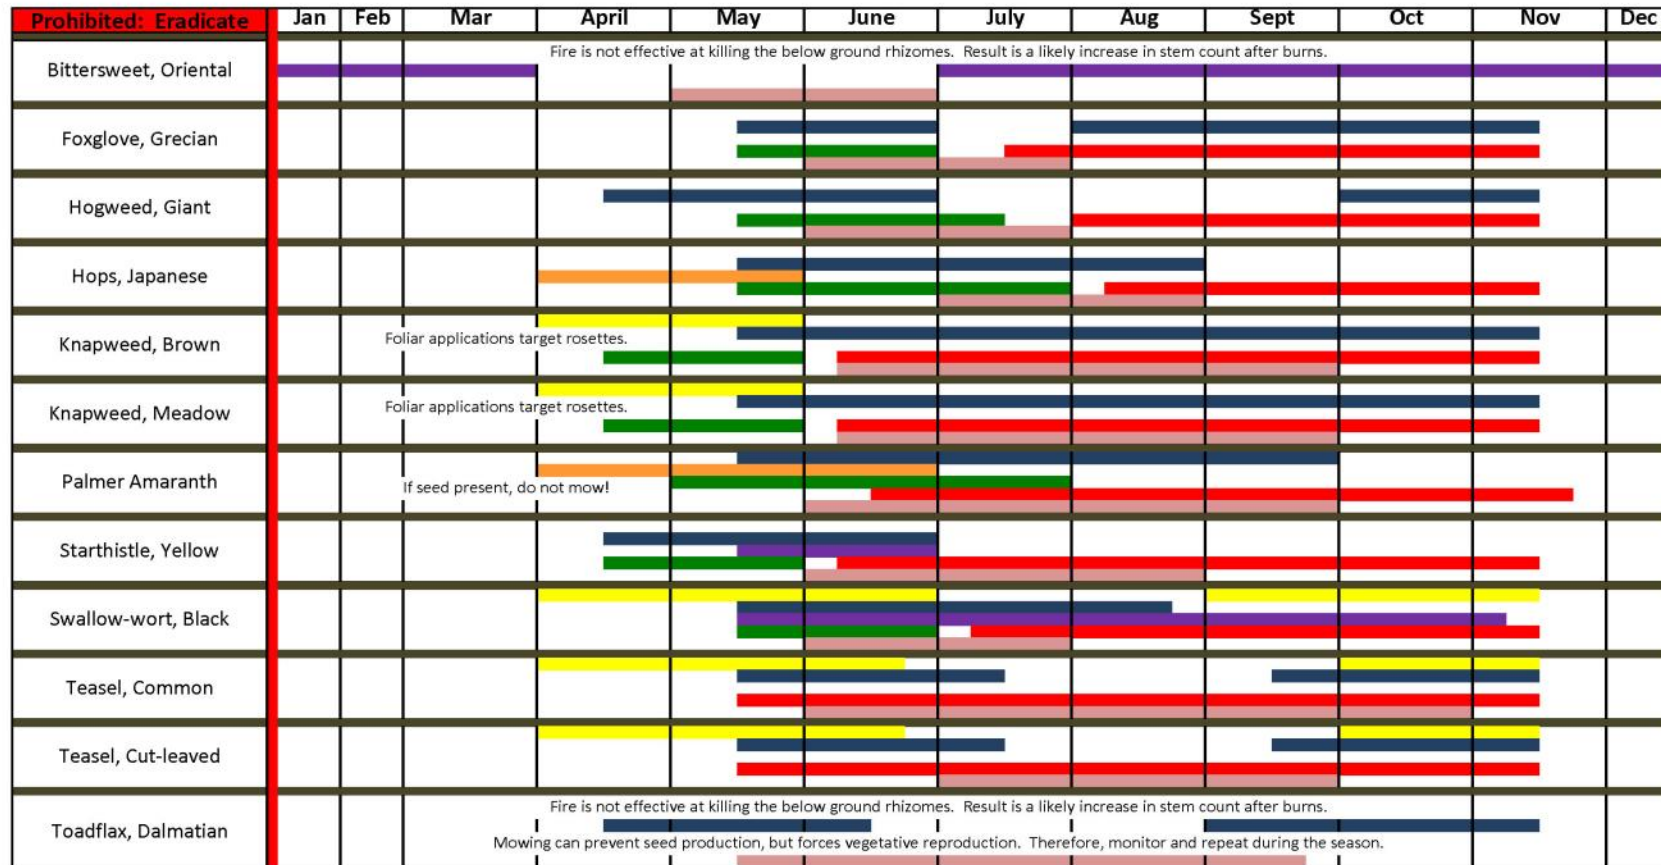 Prohibited: Eradicate Jan Feb Mar April May June July Aug Sept Oct Nov Dec
Fire is not effective at killing the below ground rhizomes. Result is a likely increase in stem count after burns.
Bittersweet, Oriental
Foxglove, Grecian
Hogweed, Giant
Hops, Japanese
Knapweed, Brown
Foliar applications target rosettes.
Knapweed, Meadow
Foliar applications target rosettes.
Palmer Amaranth
If seed present, do not mow!
Starthistle, Yellow
Swallow-wort, Black
Teasel, Common
Teasel, Cut-leaved
Fire is not effective at killing the below ground rhizomes. Result is a likely increase in stem count after burns.
Toadflax, Dalmatian
Mowing can prevent seed production, but forces vegetative reproduction. Therefore, monitor and repeat during the season.